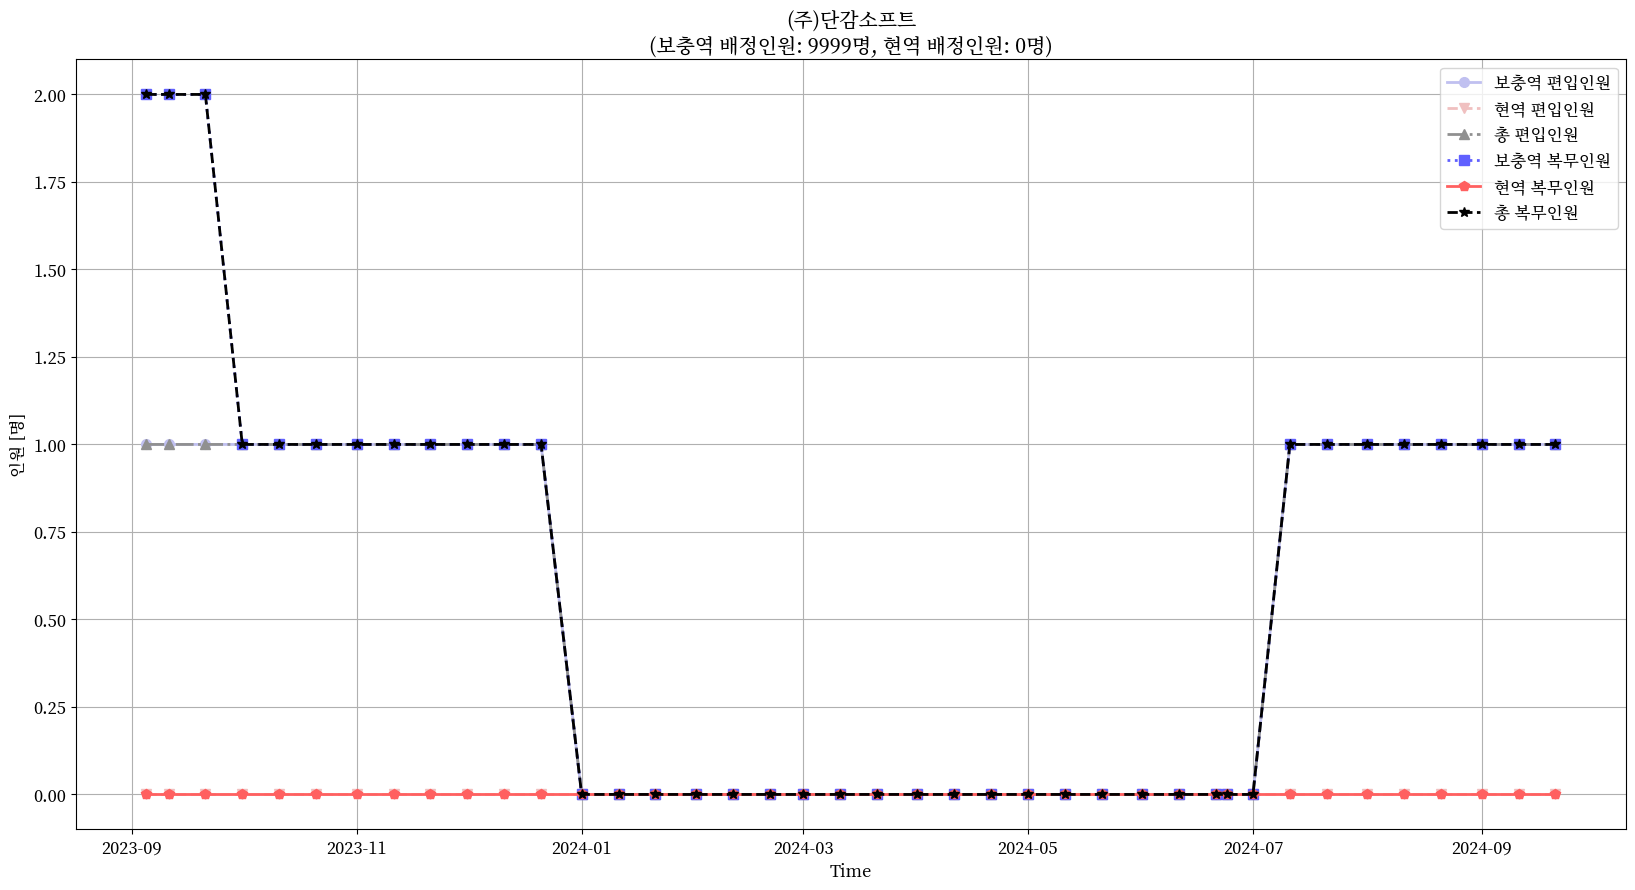 (주)단감소프트
(보충역 배정인원: 9999명, 현역 배정인원: 0명)
보충역 편입인원
현역 편입인원
총 편입인원
보충역 복무인원
현역 복무인원
총 복무인원
인원 [명]
2.00
1.75
1.50
1.25
1.00
0.75
0.50
0.25
0.00
2023-09
2023-11
2024-01
2024-03
2024-05
2024-07
2024-09
Time